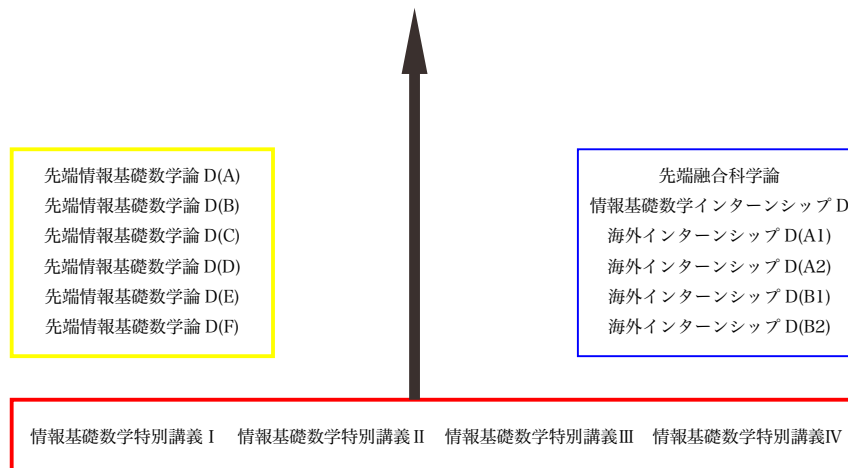 先端情報基礎数学論 D(A)
先端情報基礎数学論 D(B)
先端情報基礎数学論 D(C)
先端情報基礎数学論 D(D)
先端情報基礎数学論 D(E)
先端情報基礎数学論 D(F)
先端融合科学論
情報基礎数学インターンシップ D
海外インターンシップ D(A1)
海外インターンシップ D(A2)
海外インターンシップ D(B1)
海外インターンシップ D(B2)
情報基礎数学特別講義 I 情報基礎数学特別講義 II 情報基礎数学特別講義Ⅲ 情報基礎数学特別講義Ⅳ